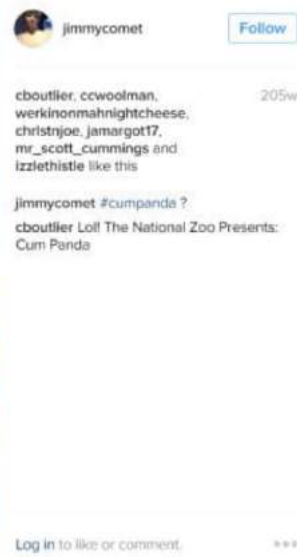 jimmycomet
Follow
cboutlier, ccwoolman,
205w
werkinonmahnightcheese,
christnjoe, jamargot17,
mr_scott_cummings and
izzlethistle like this
jimmycomet #cumpanda ?
cboutlier Lol! The National Zoo Presents:
Cum Panda
Log in to like or comment.